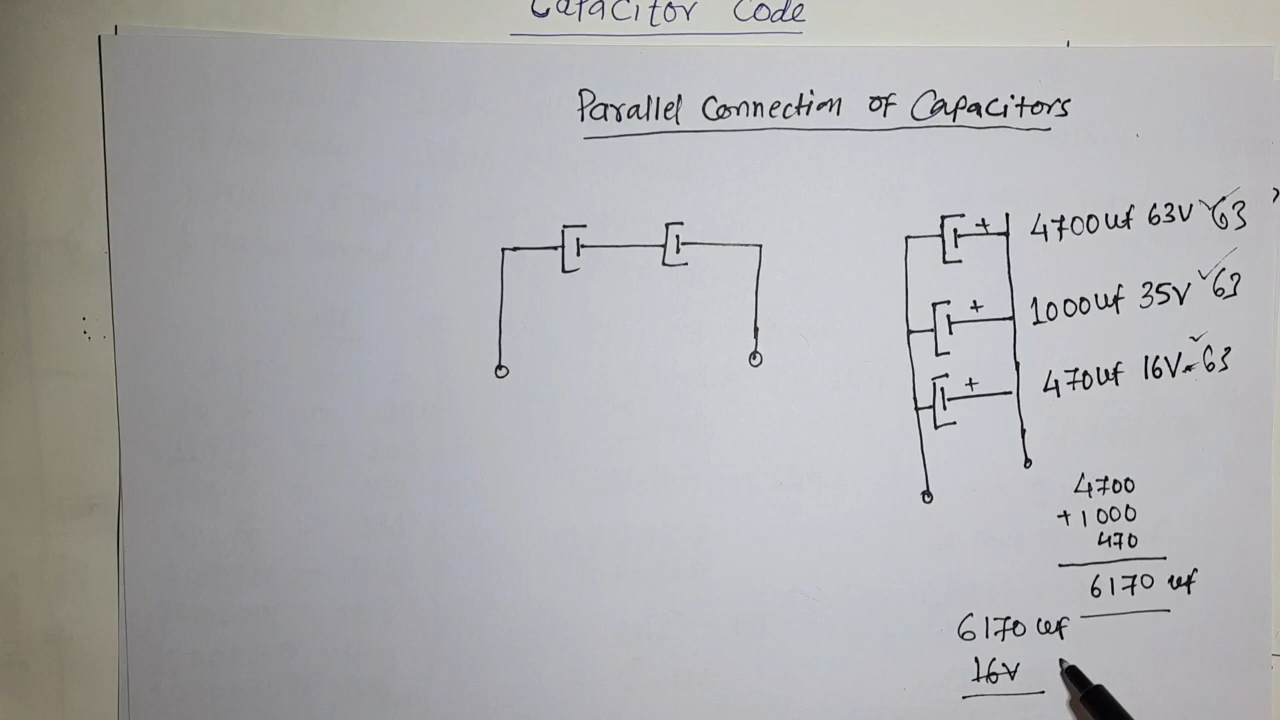 Capacitor Code
Parallel Connection of Capacitors
+ 4700uf 63V ✓63
+ 1000uf 35V ✓63
+ 470uf 16V ✓63
4700
+1000
470
6170 uf
6170 uf
16V